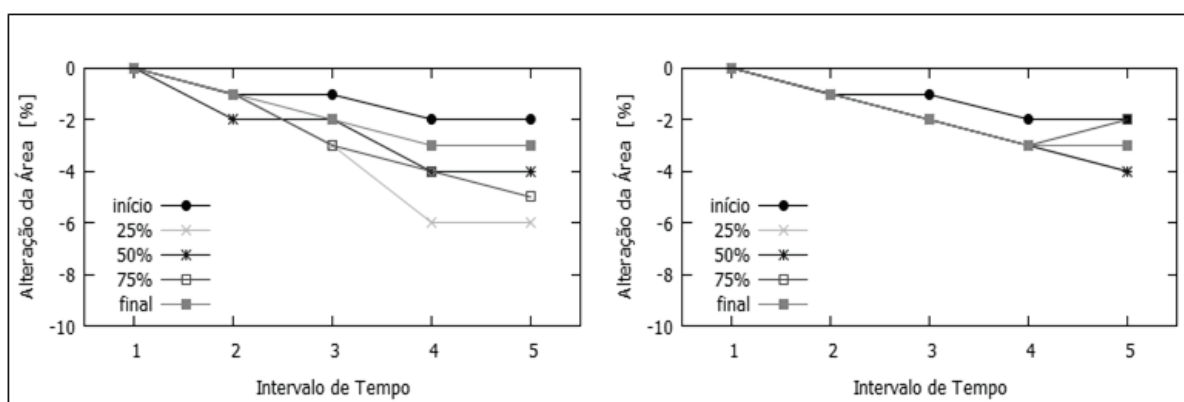 Alteração da Área [%]
0
-2
-4
-6
-8
-10
início
25%
50%
75%
final
1 2 3 4 5
Intervalo de Tempo
Alteração da Área [%]
0
-2
-4
-6
-8
-10
início
25%
50%
75%
final
1 2 3 4 5
Intervalo de Tempo